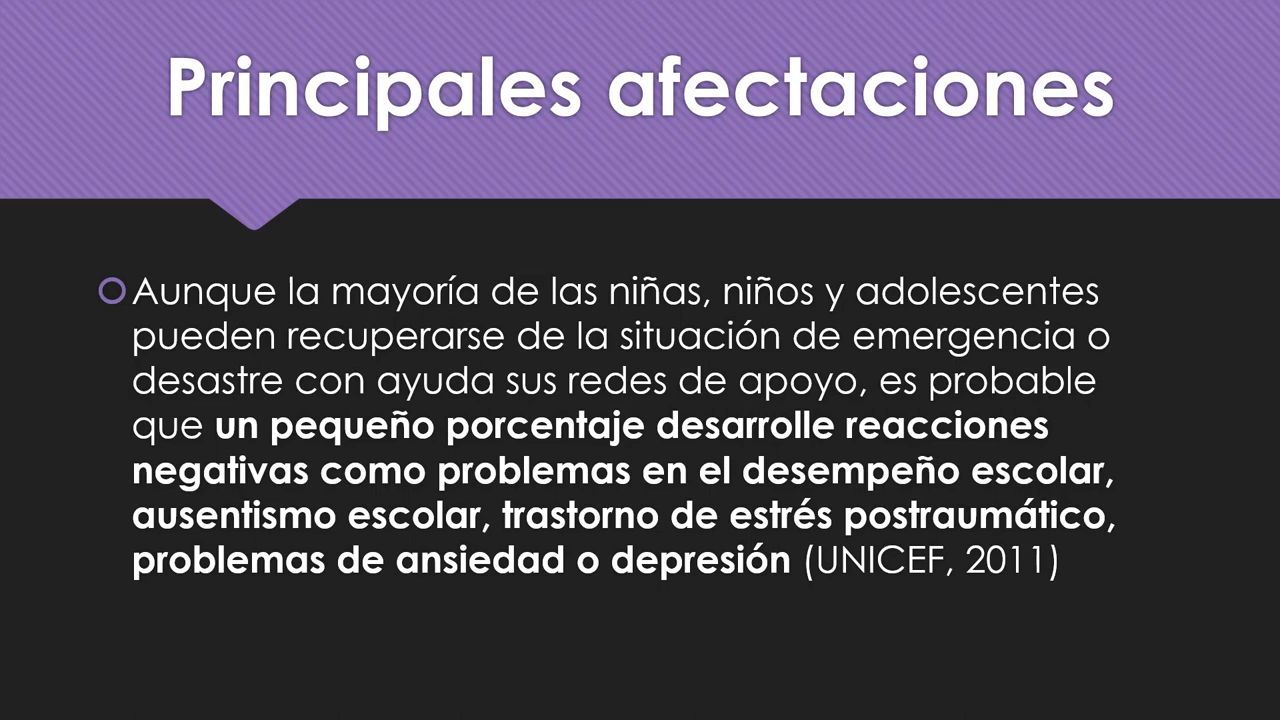 Principales afectaciones
Aunque la mayoría de las niñas, niños y adolescentes
pueden recuperarse de la situación de emergencia o
desastre con ayuda sus redes de apoyo, es probable
que un pequeño porcentaje desarrolle reacciones
negativas como problemas en el desempeño escolar,
ausentismo escolar, trastorno de estrés postraumático,
problemas de ansiedad o depresión (UNICEF, 2011)